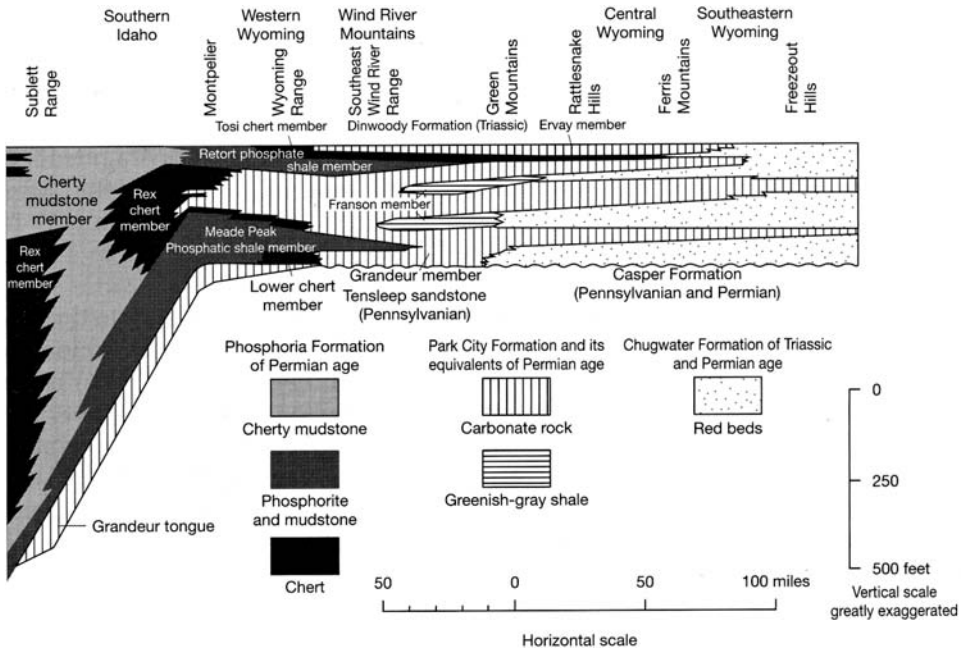 Southern
Idaho
Western
Wyoming
Wind River
Mountains
Central
Wyoming
Southeastern
Wyoming
Sublett
Range
Montpelier
Wyoming
Range
Southeast
Wind River
Range
Green
Mountains
Rattlesnake
Hills
Ferris
Mountains
Freezeout
Hills
Tosi chert member
Dinwoody Formation (Triassic)
Ervay member
Retort phosphate
shale member
Cherty
mudstone
member
Rex
chert
member
Franson member
Meade Peak
Phosphatic shale member
Rex
chert
member
Lower chert
member
Grandeur member
Tensleep sandstone
(Pennsylvanian)
Casper Formation
(Pennsylvanian and Permian)
Grandeur tongue
Phosphoria Formation
of Permian age
Cherty mudstone
Phosphorite
and mudstone
Chert
Park City Formation and its
equivalents of Permian age
Carbonate rock
Greenish-gray shale
Chugwater Formation of Triassic
and Permian age
Red beds
0
250
500 feet
Vertical scale
greatly exaggerated
50 0 50 100 miles
Horizontal scale